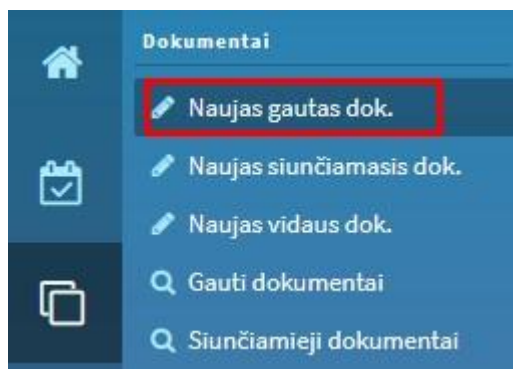 Dokumentai
Naujas gautas dok.
Naujas siunčiamasis dok.
Naujas vidaus dok.
Gauti dokumentai
Siunčiamieji dokumentai